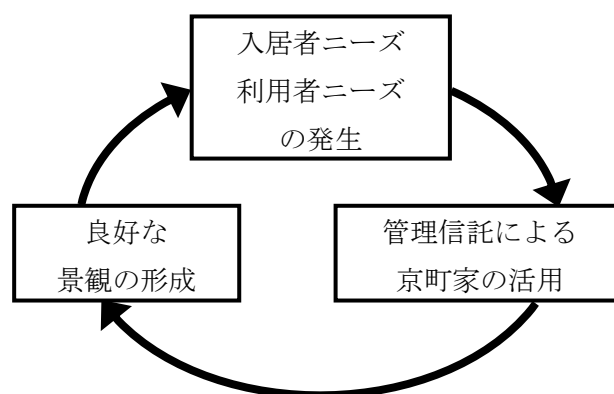 入居者ニーズ
利用者ニーズ
の発生
良好な
景観の形成
管理信託による
京町家の活用